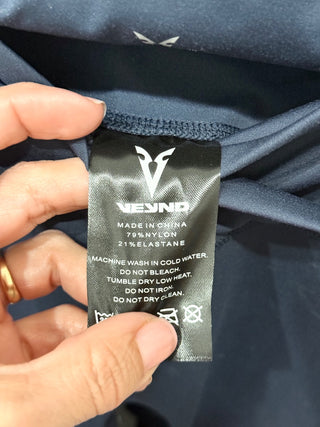 VEYND
MADE IN CHINA
79%NYLON
21%ELASTANE
MACHINE WASH IN COLD WATER.
DO NOT BLEACH.
TUMBLE DRY LOW HEAT,
DO NOT IRON.
DO NOT DRY CLEAN.